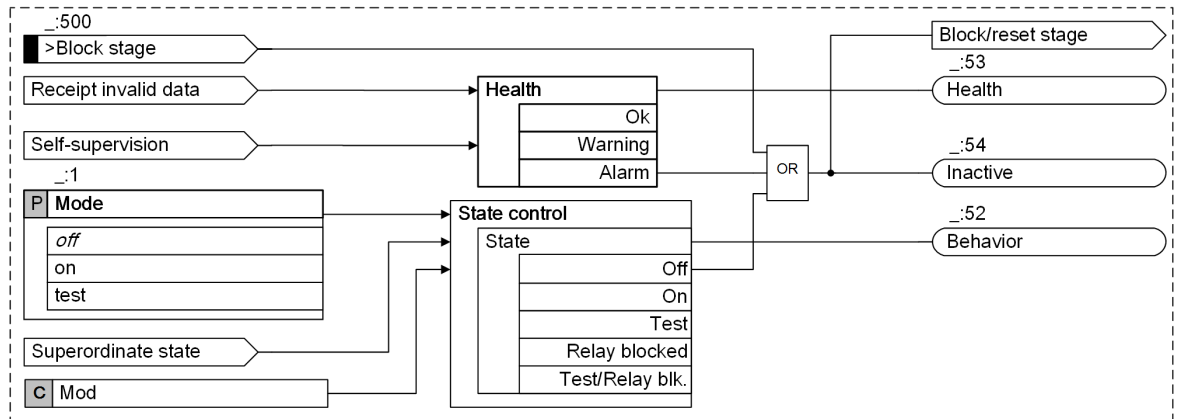 _:500
>Block stage
Block/reset stage
_:53
Receipt invalid data
Health
Health
Ok
Self-supervision
Warning
_:54
Alarm
OR
Inactive
_:1
P Mode
State control
_:52
off
State
Behavior
on
Off
test
On
Test
Superordinate state
Relay blocked
C Mod
Test/Relay blk.